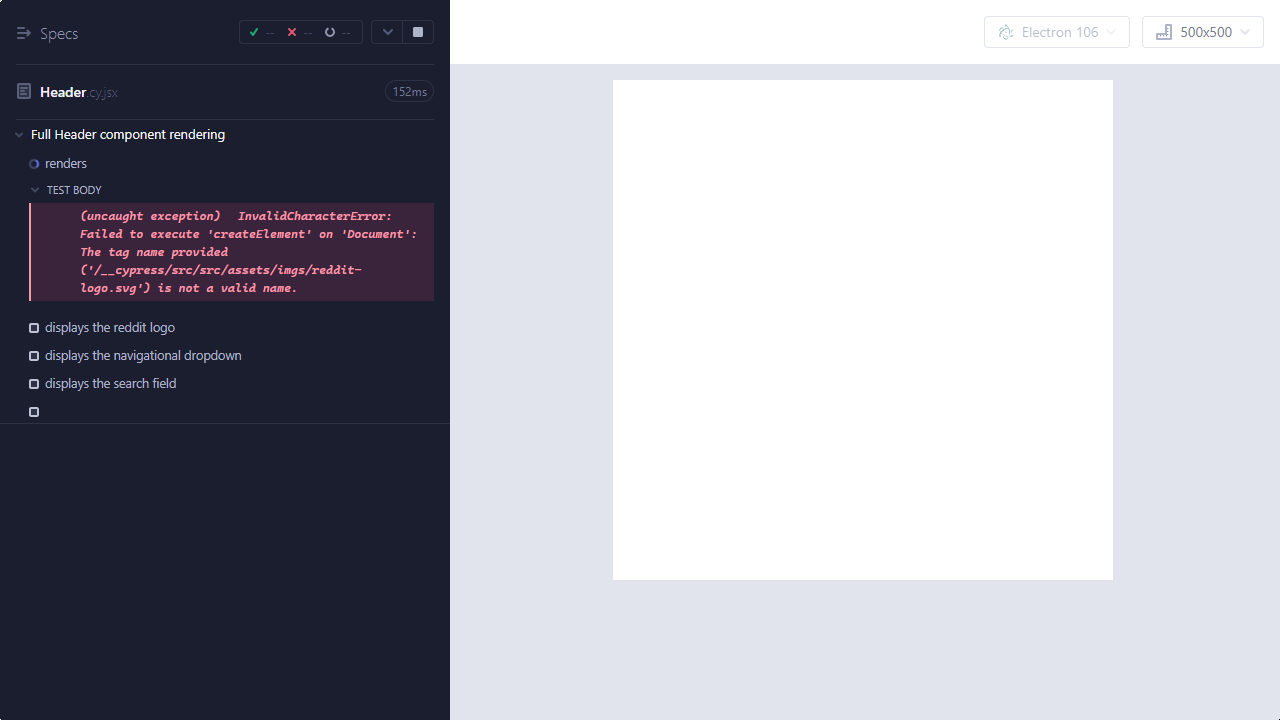 Specs
-- -- --
Electron 106
500x500
Header.cy.jsx
152ms
Full Header component rendering
renders
TEST BODY
(uncaught exception) InvalidCharacterError:
Failed to execute 'createElement' on 'Document':
The tag name provided
('/__cypress/src/src/assets/imgs/reddit-
logo.svg') is not a valid name.
displays the reddit logo
displays the navigational dropdown
displays the search field